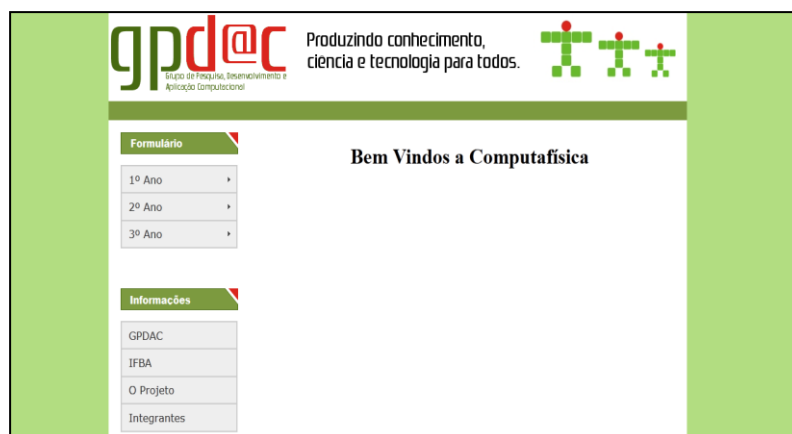 gpd@c
Grupo de Pesquisa, Desenvolvimento e
Aplicação Computacional
Produzindo conhecimento,
ciência e tecnologia para todos.
Formulário
Bem Vindos a Computafísica
1º Ano
2º Ano
3º Ano
Informações
GPDAC
IFBA
O Projeto
Integrantes